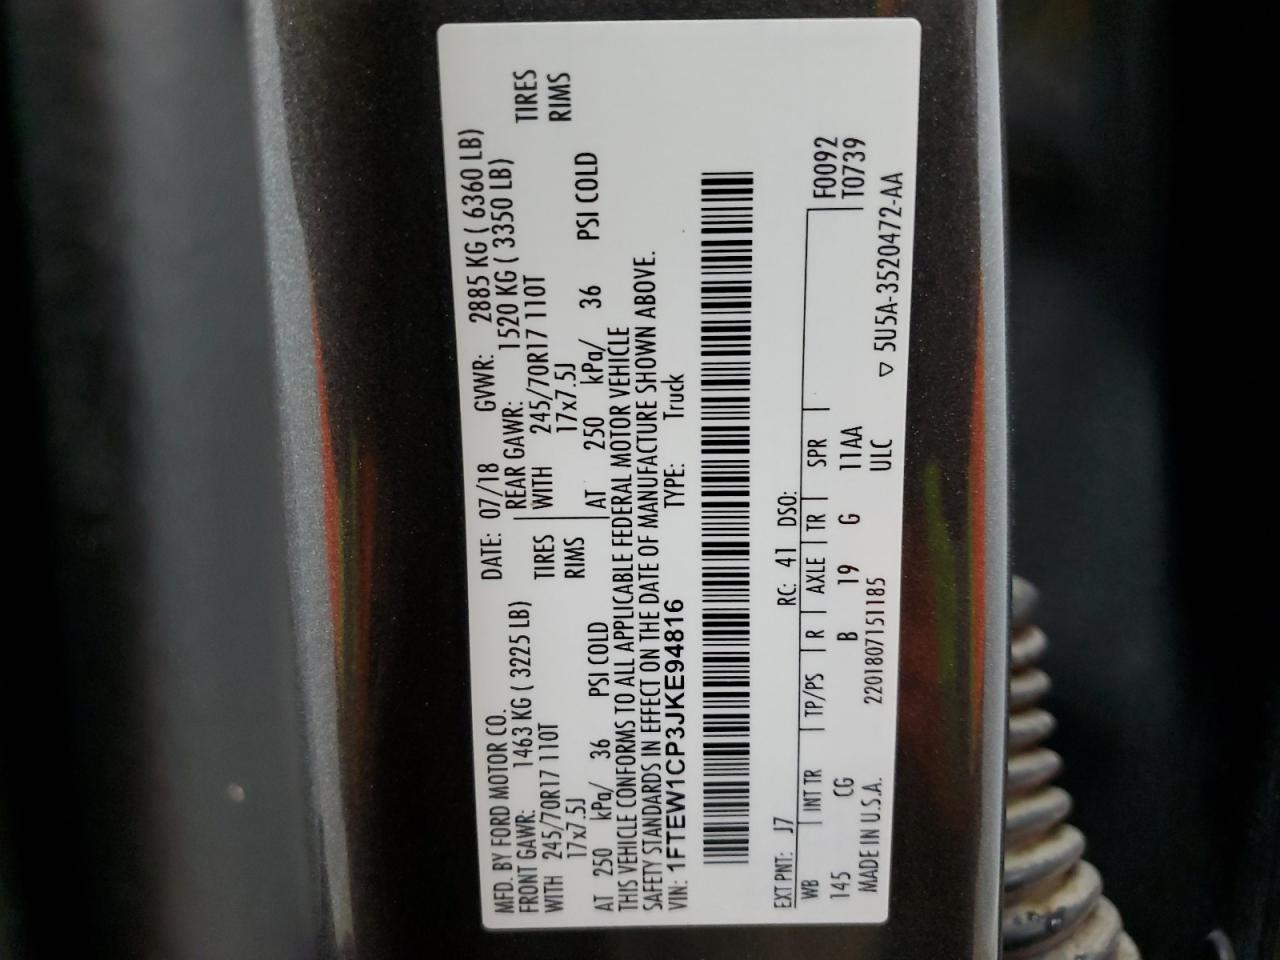 MFD. BY FORD MOTOR CO.
DATE: 07/18 GVWR: 2885 KG ( 6360 LB)
FRONT GAWR: 1463 KG ( 3225 LB)
REAR GAWR: 1520 KG ( 3350 LB)
WITH 245/70R17 110T TIRES
WITH 245/70R17 110T TIRES
17x7.5J RIMS
17x7.5J RIMS
AT 250 kPa/ 36 PSI COLD
AT 250 kPa/ 36 PSI COLD
THIS VEHICLE CONFORMS TO ALL APPLICABLE FEDERAL MOTOR VEHICLE
SAFETY STANDARDS IN EFFECT ON THE DATE OF MANUFACTURE SHOWN ABOVE.
VIN: 1FTEW1CP3JKE94816 TYPE: Truck
EXT PNT: J7 RC: 41 DSO:
WB INT TR TP/PS R AXLE TR SPR F0092
145 CG B 19 G 11AA T0739
ULC
MADE IN U.S.A. 2201807151185 ▽ 5U5A-3520472-AA